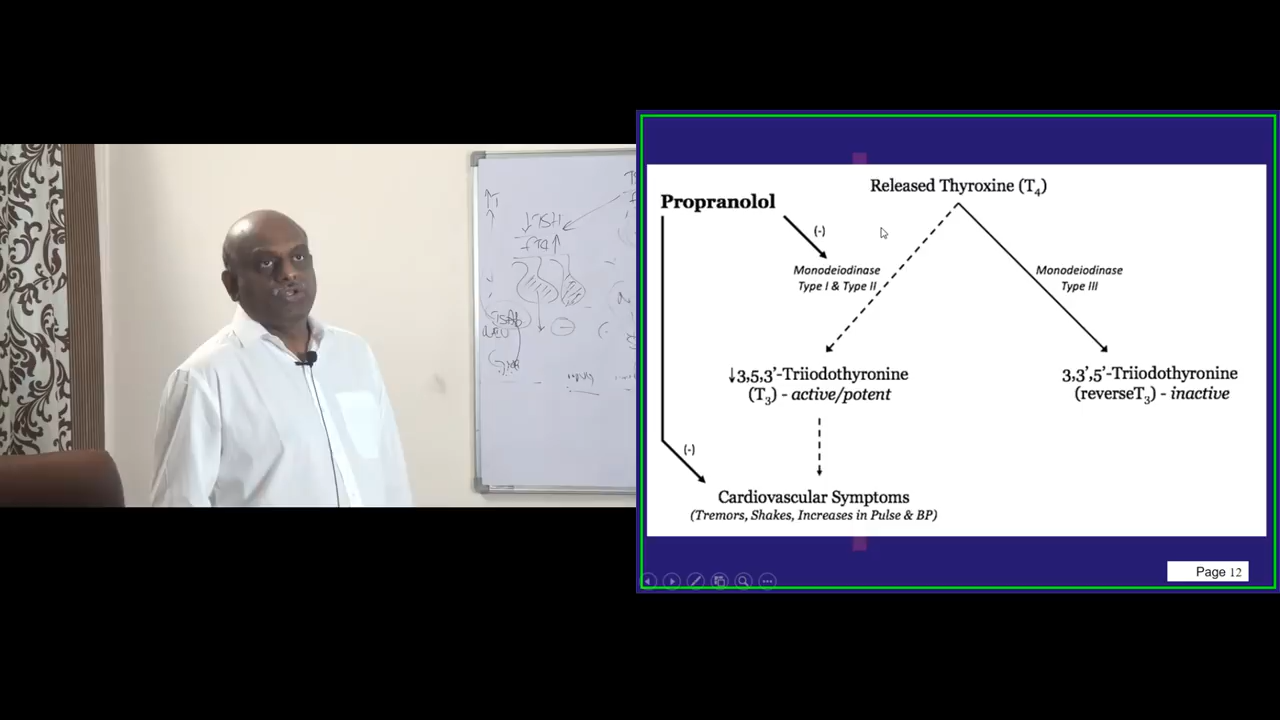 Released Thyroxine (T₄)
Propranolol
(-)
Monodeiodinase
Type I & Type II
Monodeiodinase
Type III
↓3,5,3’-Triiodothyronine
(T₃) - active/potent
3,3’,5’-Triiodothyronine
(reverseT₃) - inactive
(-)
Cardiovascular Symptoms
(Tremors, Shakes, Increases in Pulse & BP)
Page 12